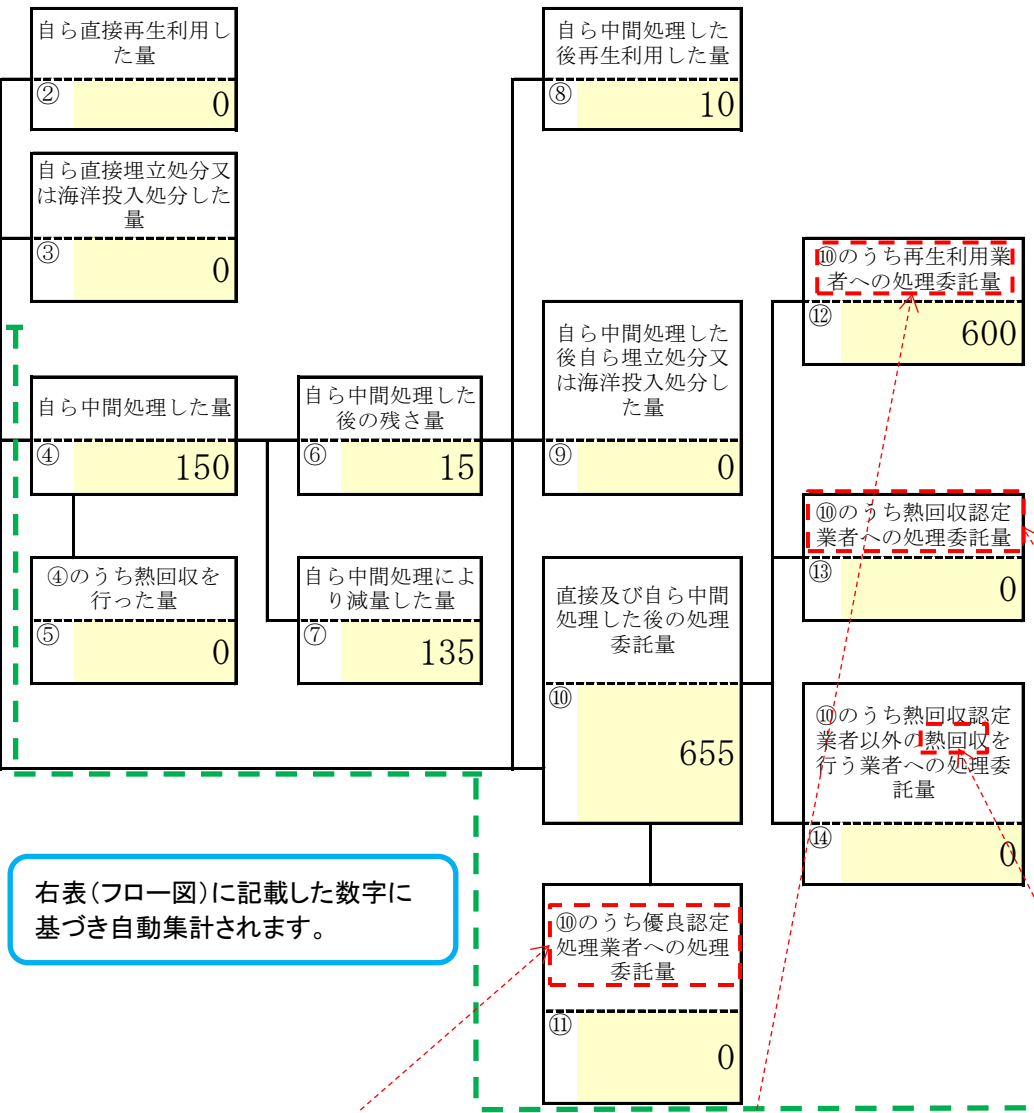 自ら直接再生利用し
た量
②
0
自ら直接埋立処分又
は海洋投入処分した
量
③
0
自ら中間処理した量
④
150
④のうち熱回収を
行った量
⑤
0
自ら中間処理した
後の残さ量
⑥
15
自ら中間処理によ
り減量した量
⑦
135
自ら中間処理した
後再生利用した量
⑧
10
自ら中間処理した
後自ら埋立処分又
は海洋投入処分し
た量
⑨
0
直接及び自ら中間
処理した後の処理
委託量
⑩
655
⑩のうち優良認定
処理業者への処理
委託量
⑪
0
⑩のうち再生利用業
者への処理委託量
⑫
600
⑩のうち熱回収認定
業者への処理委託量
⑬
0
⑩のうち熱回収認定
業者以外の熱回収を
行う業者への処理委
託量
⑭
0
右表(フロー図)に記載した数字に
基づき自動集計されます。